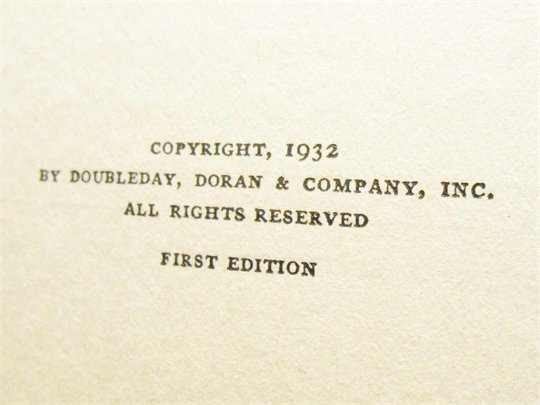 COPYRIGHT, 1932
BY DOUBLEDAY, DORAN & COMPANY, INC.
ALL RIGHTS RESERVED
FIRST EDITION